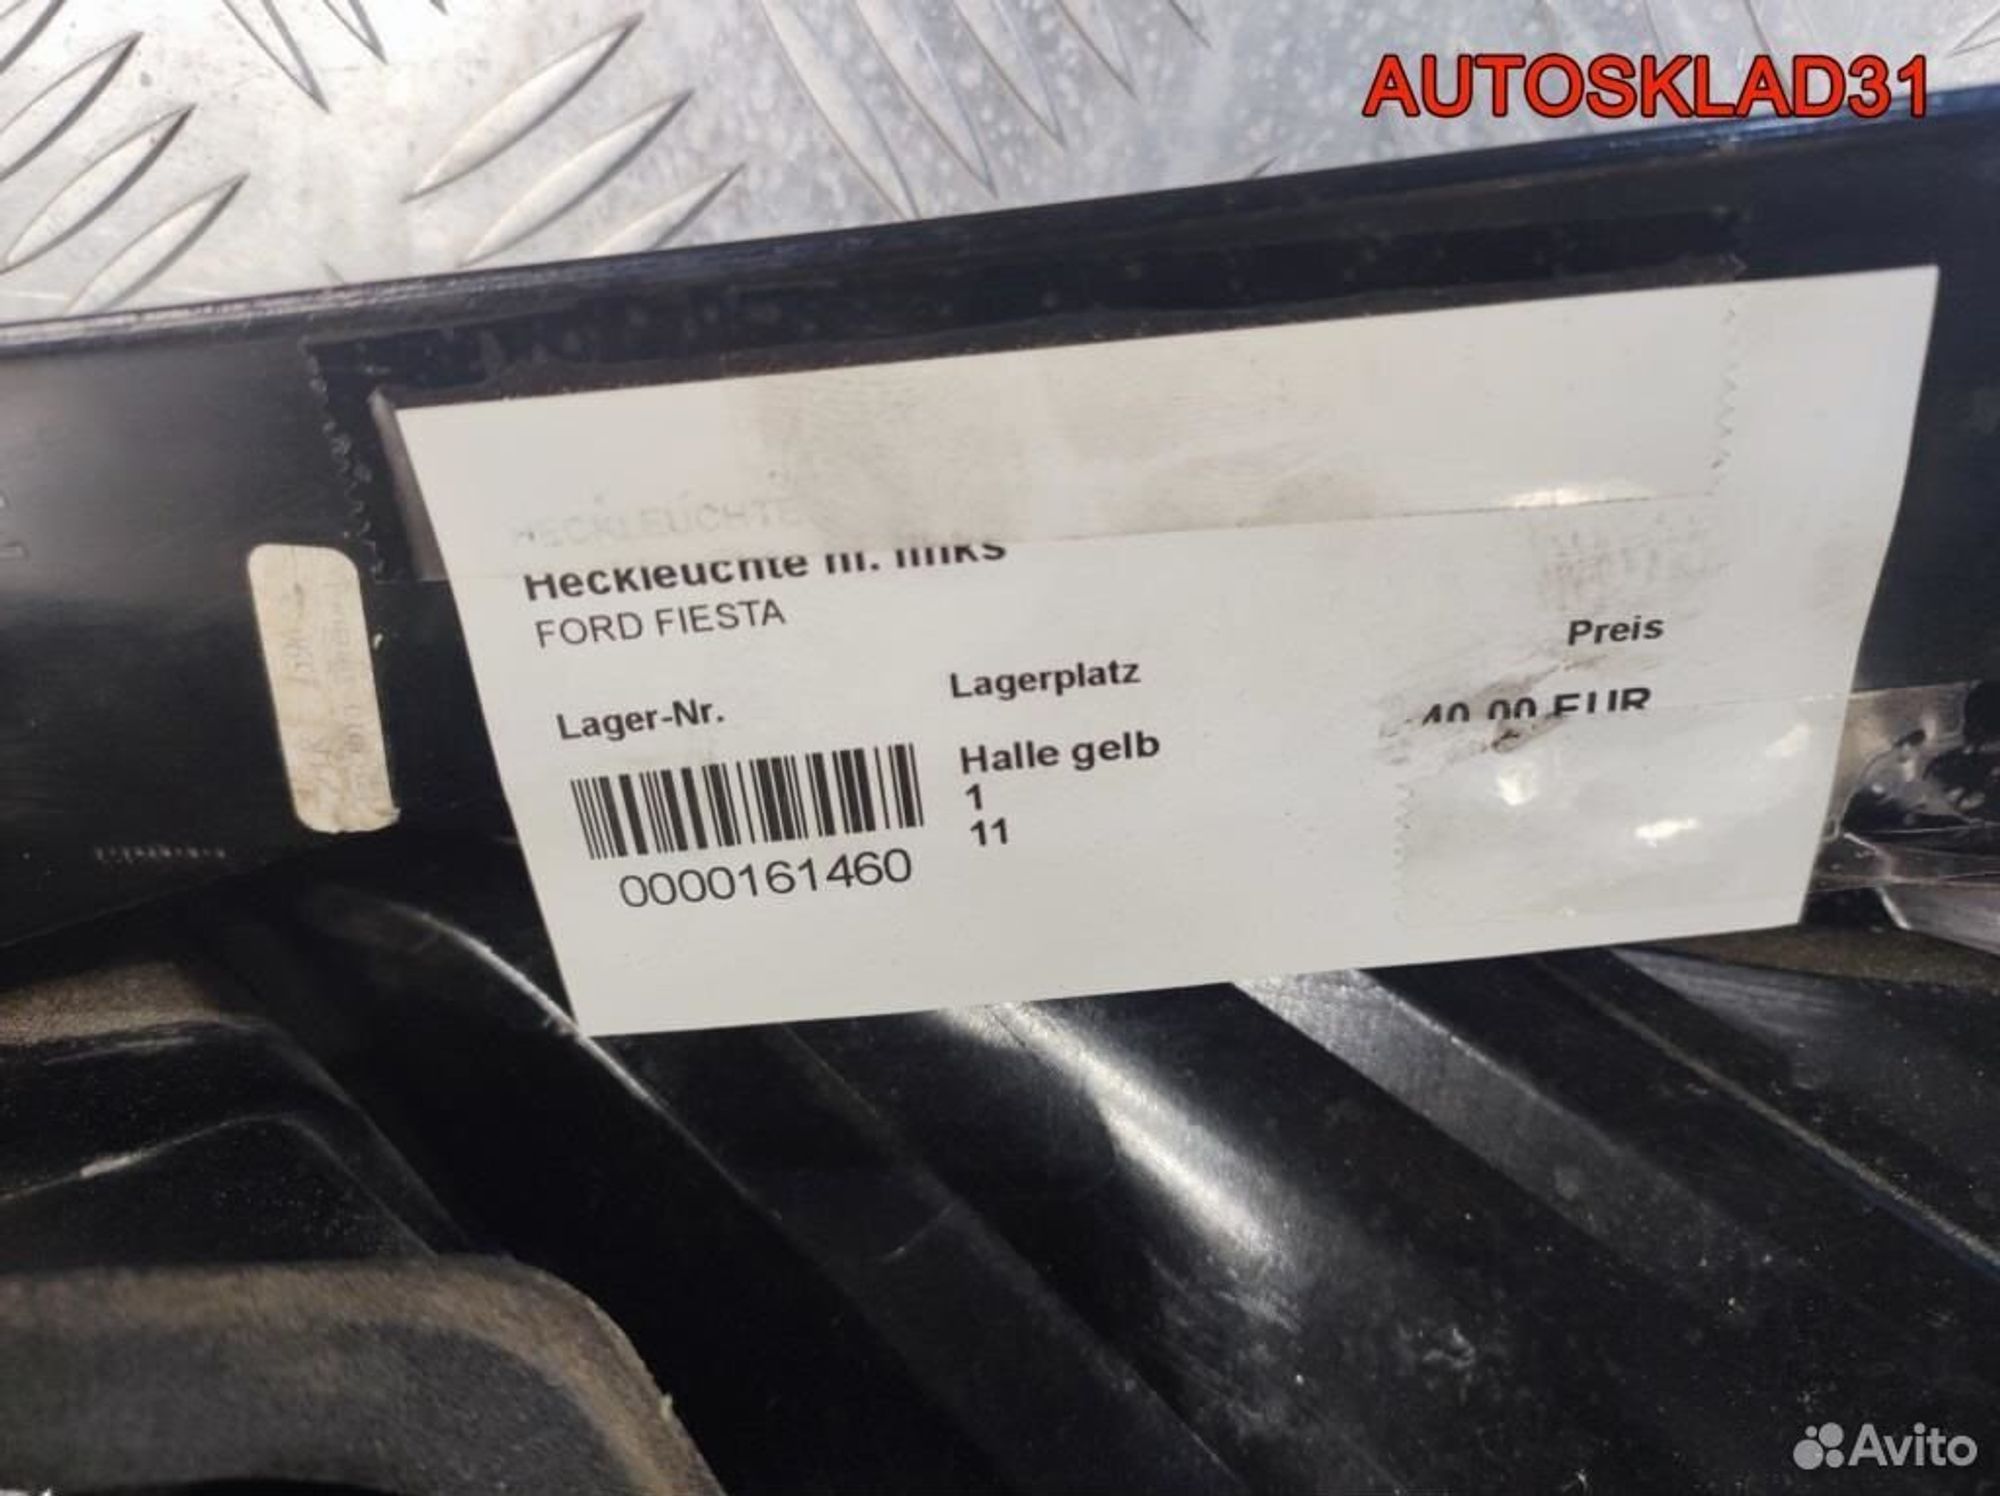 AUTOSKLAD31
HECKLEUCHTE
Heckleuchte hi. links
FORD FIESTA
Preis
Lager-Nr.
Lagerplatz
40,00 EUR
Halle gelb
1
11
0000161460
Avito